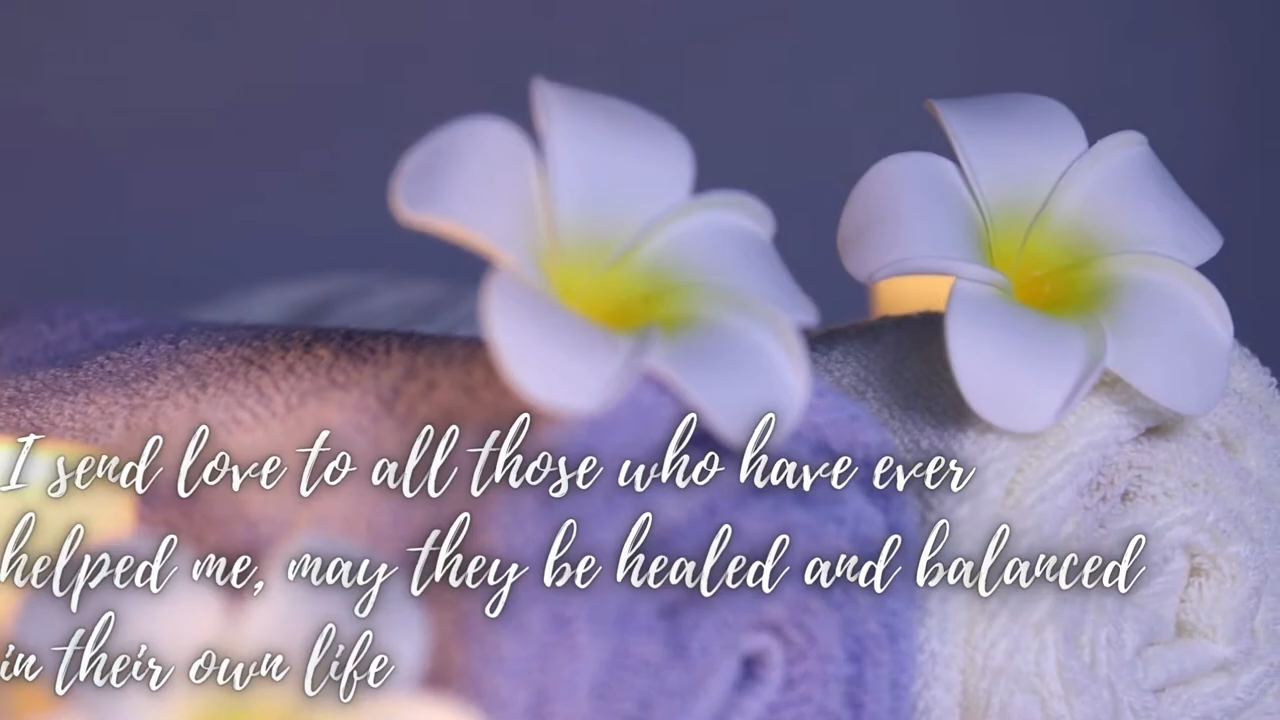 I send love to all those who have ever
helped me, may they be healed and balanced
in their own life